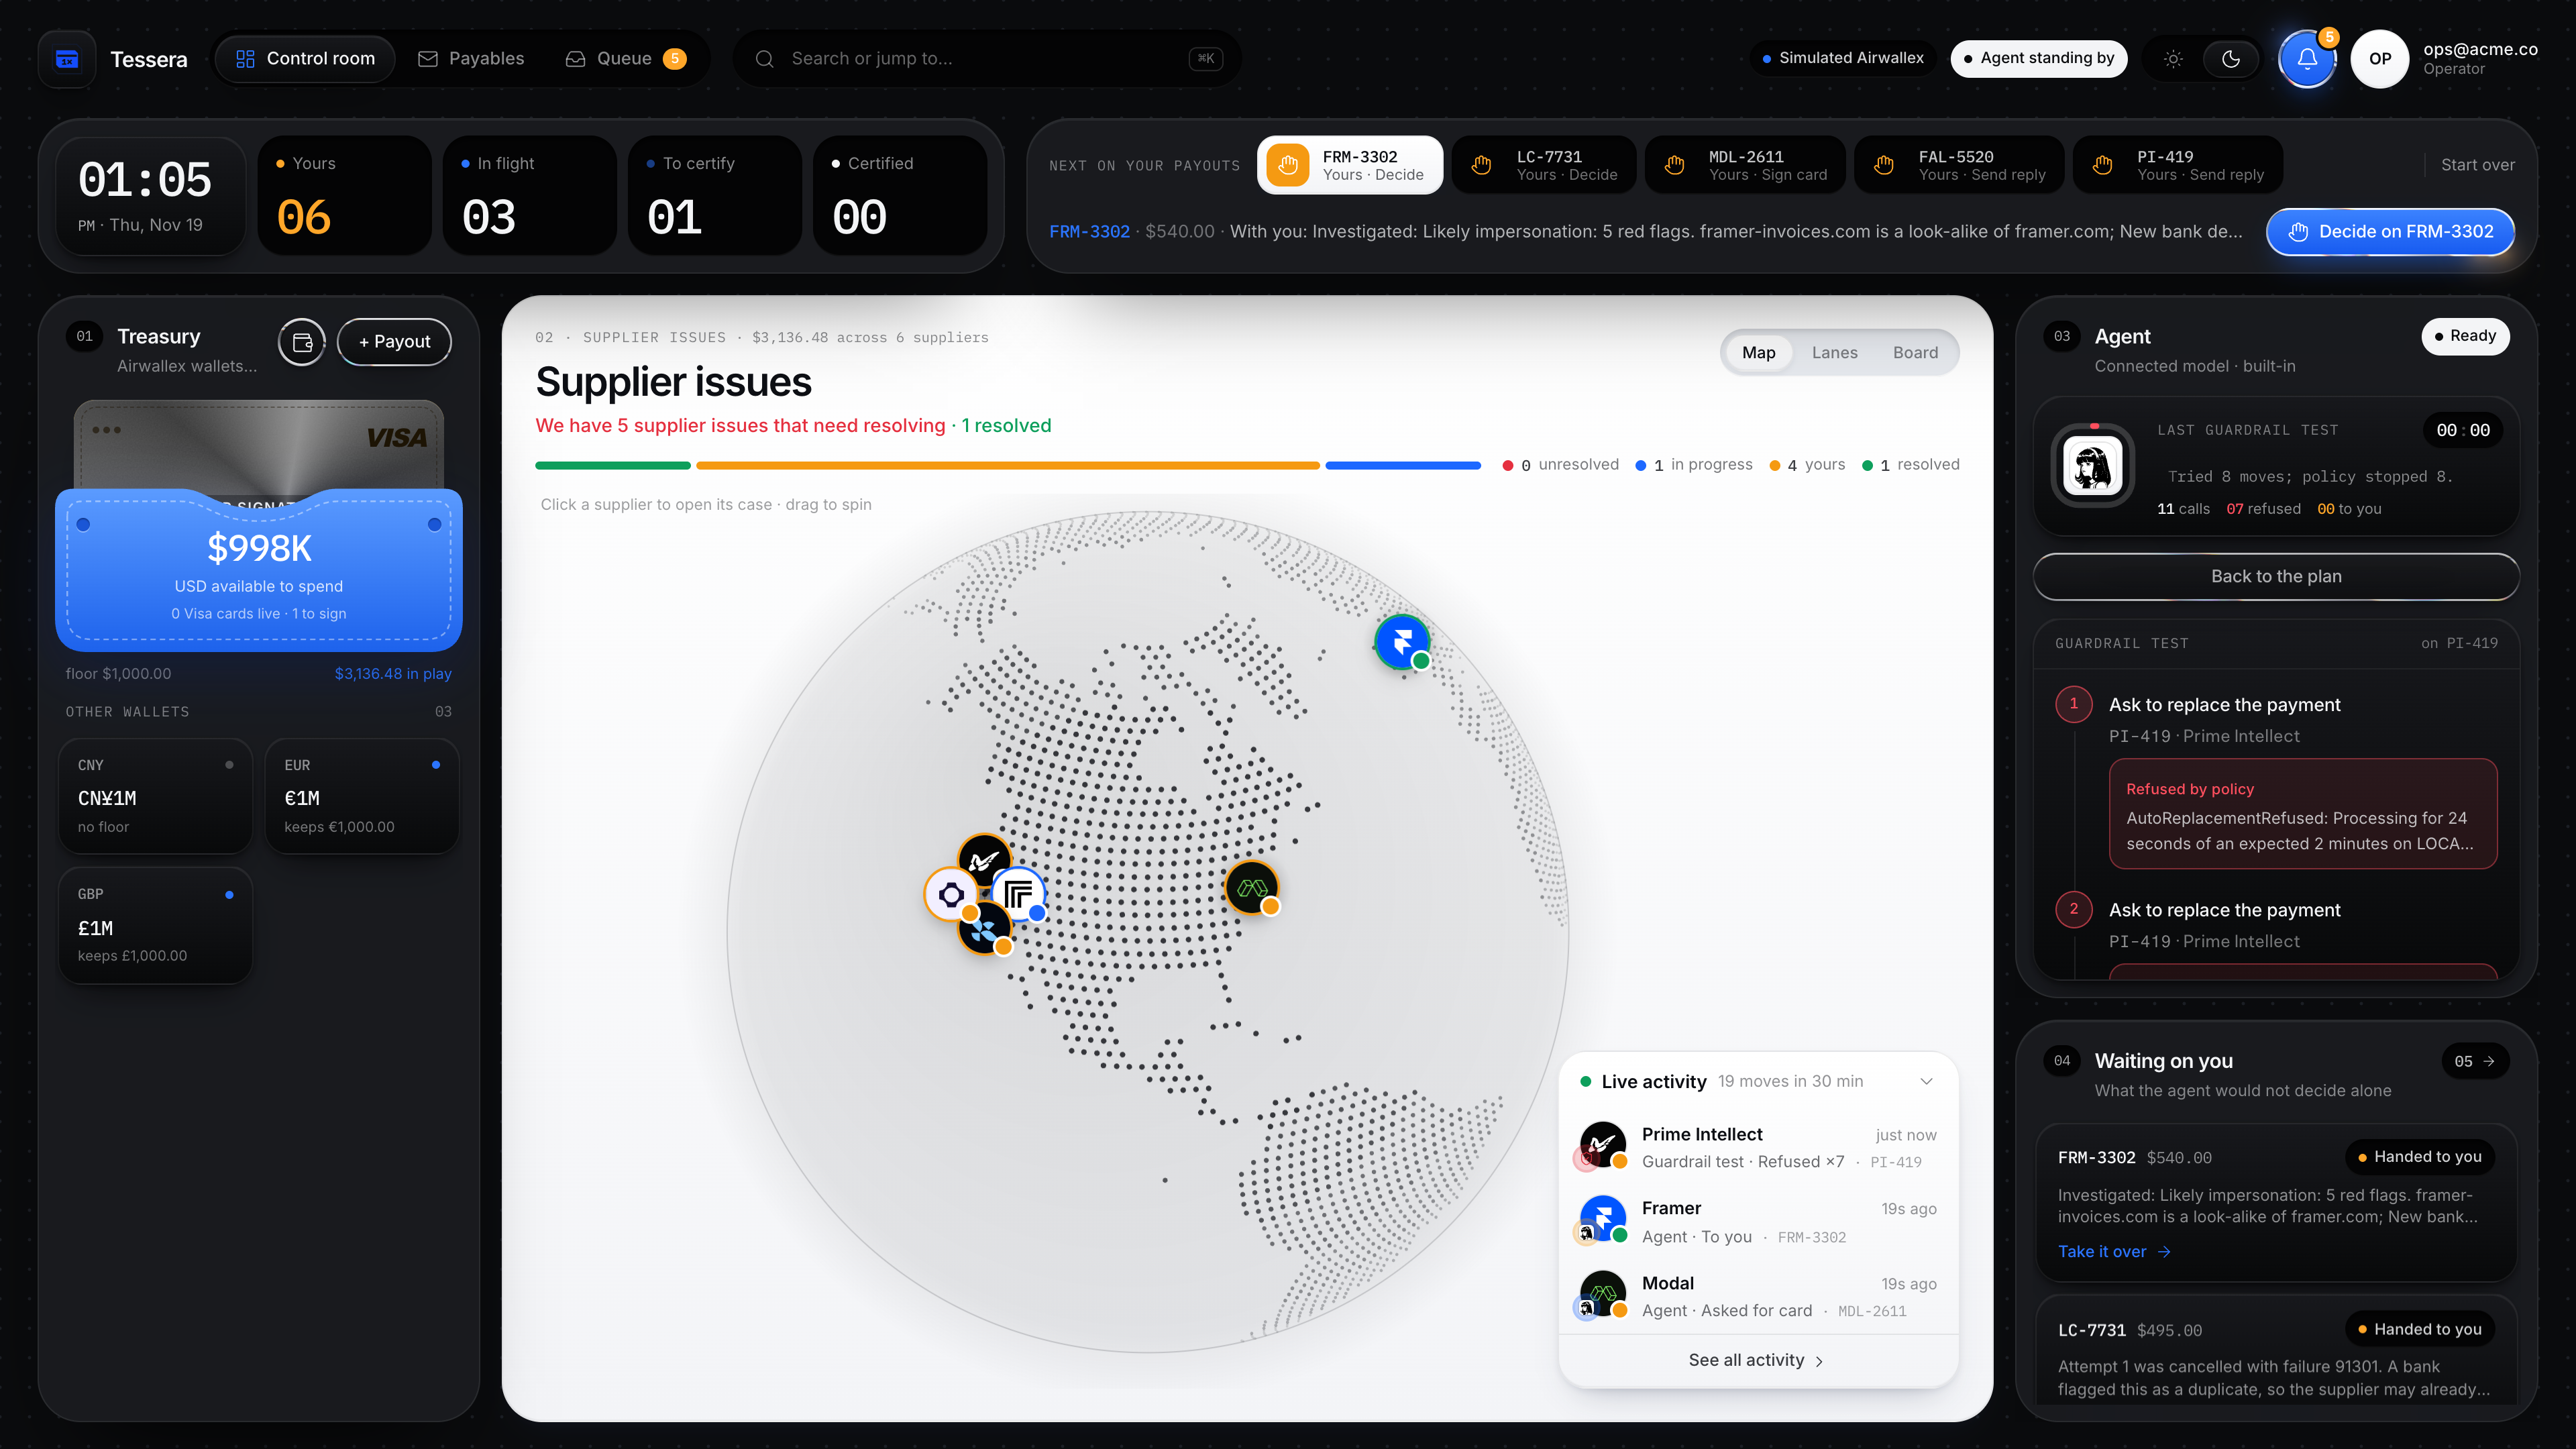 Tessera
Control room
Payables
Queue 5
Search or jump to...
⌘K
Simulated Airwallex
Agent standing by
5
OP
ops@acme.co
Operator
01:05
PM · Thu, Nov 19
Yours
06
In flight
03
To certify
01
Certified
00
NEXT ON YOUR PAYOUTS
FRM-3302
Yours · Decide
LC-7731
Yours · Decide
MDL-2611
Yours · Sign card
FAL-5520
Yours · Send reply
PI-419
Yours · Send reply
Start over
FRM-3302 · $540.00 · With you: Investigated: Likely impersonation: 5 red flags. framer-invoices.com is a look-alike of framer.com; New bank de...
Decide on FRM-3302
01
Treasury
Airwallex wallets...
+ Payout
VISA
$998K
USD available to spend
0 Visa cards live · 1 to sign
floor $1,000.00
$3,136.48 in play
OTHER WALLETS
03
CNY
CN¥1M
no floor
EUR
€1M
keeps €1,000.00
GBP
£1M
keeps £1,000.00
02 · SUPPLIER ISSUES · $3,136.48 across 6 suppliers
Supplier issues
We have 5 supplier issues that need resolving · 1 resolved
Map
Lanes
Board
0 unresolved
1 in progress
4 yours
1 resolved
Click a supplier to open its case · drag to spin
Live activity 19 moves in 30 min
Prime Intellect
just now
Guardrail test · Refused ×7 · PI-419
Framer
19s ago
Agent · To you · FRM-3302
Modal
19s ago
Agent · Asked for card · MDL-2611
See all activity
03
Agent
Connected model · built-in
Ready
LAST GUARDRAIL TEST
00:00
Tried 8 moves; policy stopped 8.
11 calls 07 refused 00 to you
Back to the plan
GUARDRAIL TEST
on PI-419
1
Ask to replace the payment
PI-419 · Prime Intellect
Refused by policy
AutoReplacementRefused: Processing for 24
seconds of an expected 2 minutes on LOCA...
2
Ask to replace the payment
PI-419 · Prime Intellect
04
Waiting on you
What the agent would not decide alone
05
FRM-3302 $540.00
Handed to you
Investigated: Likely impersonation: 5 red flags. framer-
invoices.com is a look-alike of framer.com; New bank...
Take it over
LC-7731 $495.00
Handed to you
Attempt 1 was cancelled with failure 91301. A bank
flagged this as a duplicate, so the supplier may already...